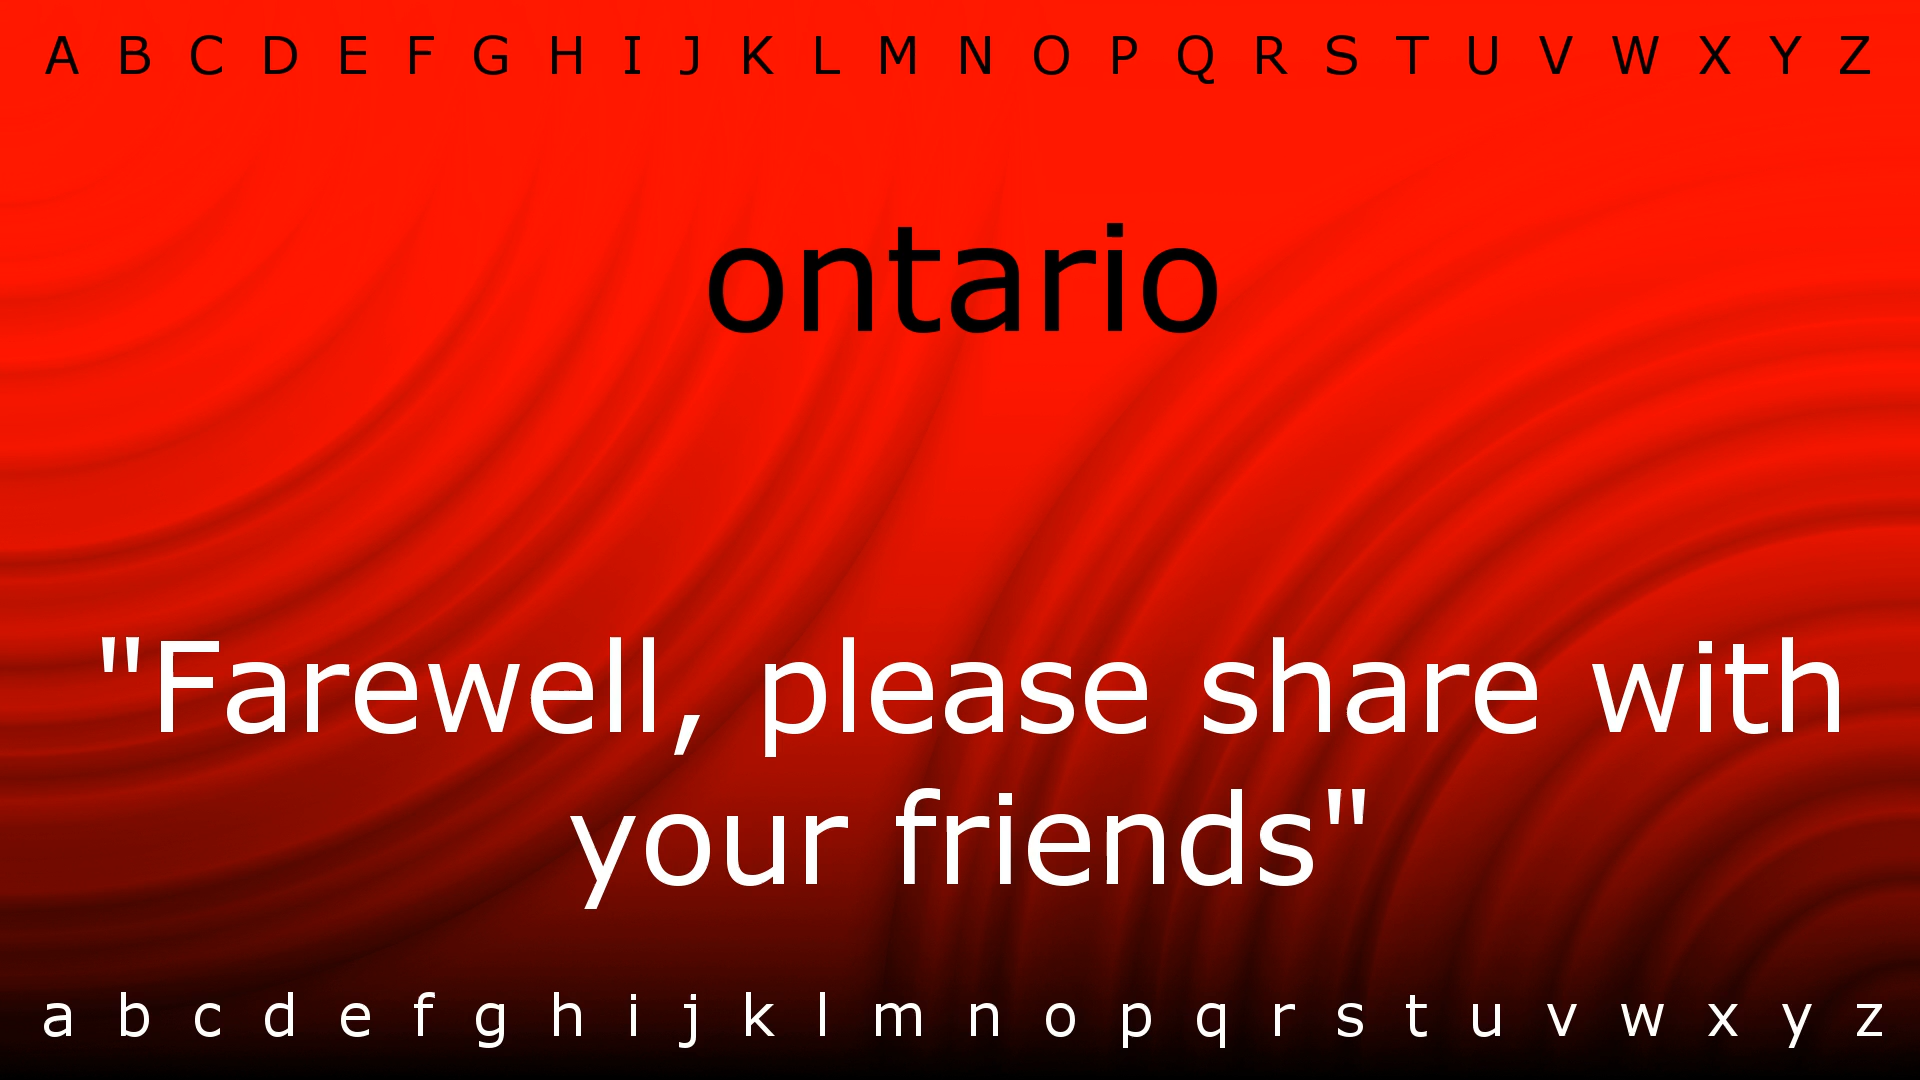 A B C D E F G H I J K L M N O P Q R S T U V W X Y Z
ontario
"Farewell, please share with
your friends"
a b c d e f g h i j k l m n o p q r s t u v w x y z